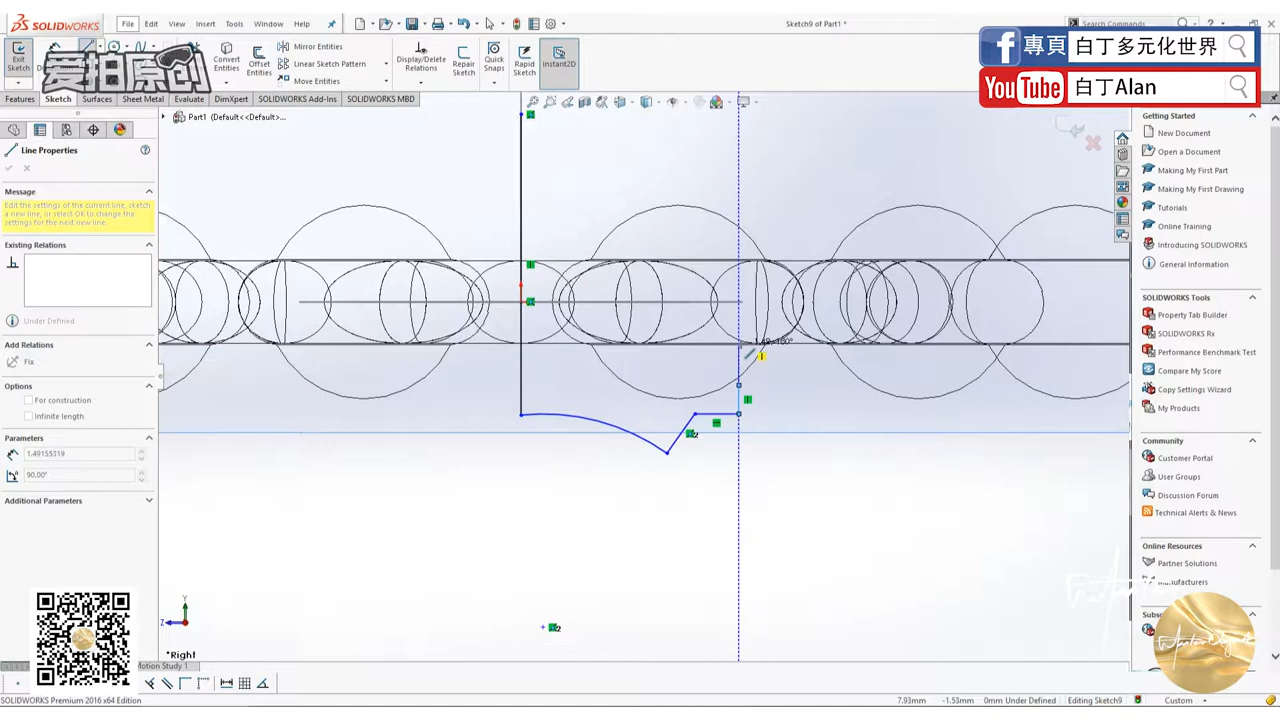 SOLIDWORKS
File Edit View Insert Tools Window Help
Sketch9 of Part1 *
Search Commands
專頁 白丁多元化世界
YouTube 白丁Alan
愛拍原創
Exit Sketch
Convert Entities
Offset Entities
Mirror Entities
Linear Sketch Pattern
Move Entities
Display/Delete Relations
Repair Sketch
Quick Snaps
Rapid Sketch
Instant2D
Features Sketch Surfaces Sheet Metal Evaluate DimXpert SOLIDWORKS Add-Ins SOLIDWORKS MBD
Part1 (Default<<Default>...
Line Properties
Message
Edit the settings of the current line, sketch
a new line, or select OK to change the
settings for the next new line.
Existing Relations
Under Defined
Add Relations
Fix
Options
For construction
Infinite length
Parameters
1.49155319
90.00°
Additional Parameters
2
2
Y
Z
*Right
Getting Started
New Document
Open a Document
Making My First Part
Making My First Drawing
Tutorials
Online Training
Introducing SOLIDWORKS
General Information
SOLIDWORKS Tools
Property Tab Builder
SOLIDWORKS Rx
Performance Benchmark Test
Compare My Score
Copy Settings Wizard
My Products
Community
Customer Portal
User Groups
Discussion Forum
Technical Alerts & News
Online Resources
Partner Solutions
Manufacturers
Motion Study 1
SOLIDWORKS Premium 2016 x64 Edition
7.93mm -1.53mm 0mm Under Defined Editing Sketch9 Custom